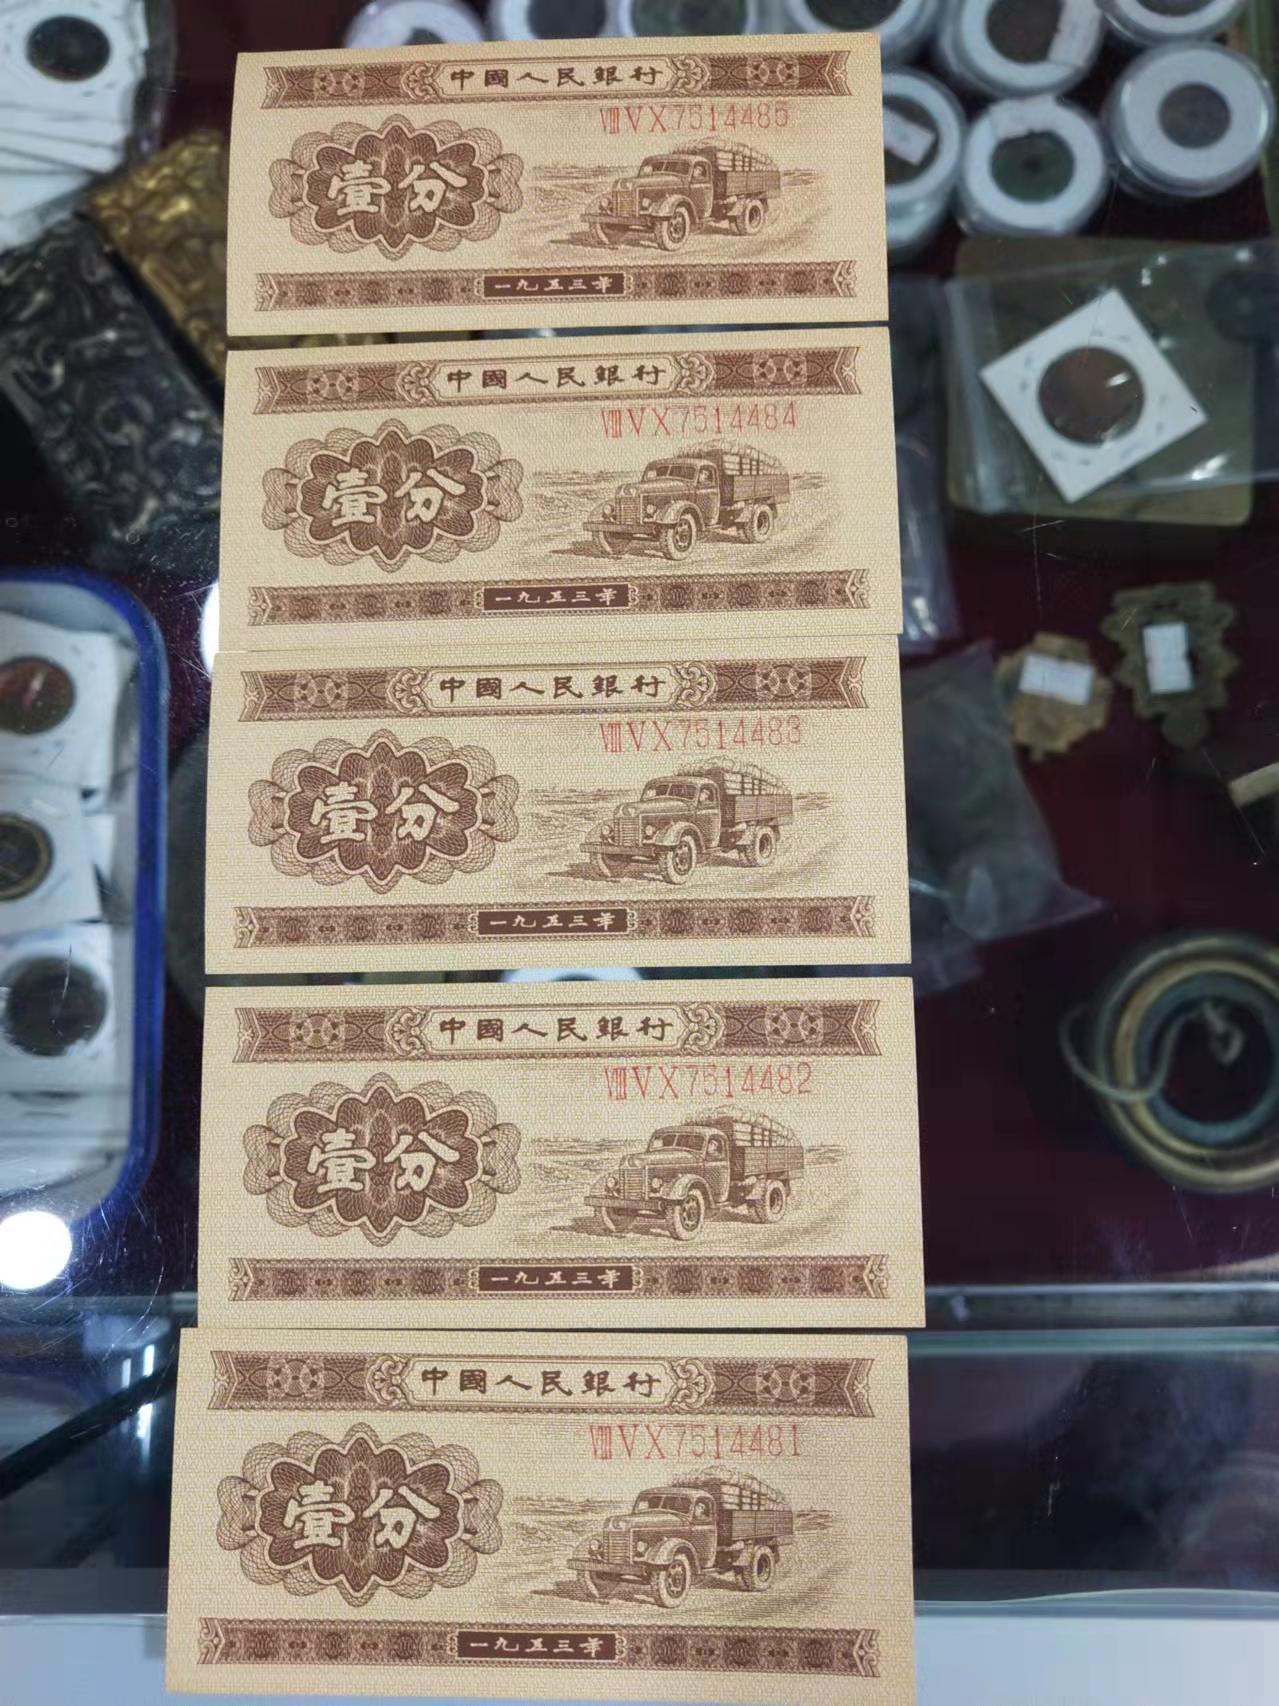 中國人民銀行
ⅧⅤⅩ7514485
壹分
一九五三年
中國人民銀行
ⅧⅤⅩ7514484
壹分
一九五三年
中國人民銀行
ⅧⅤⅩ7514483
壹分
一九五三年
中國人民銀行
ⅧⅤⅩ7514482
壹分
一九五三年
中國人民銀行
ⅧⅤⅩ7514481
壹分
一九五三年